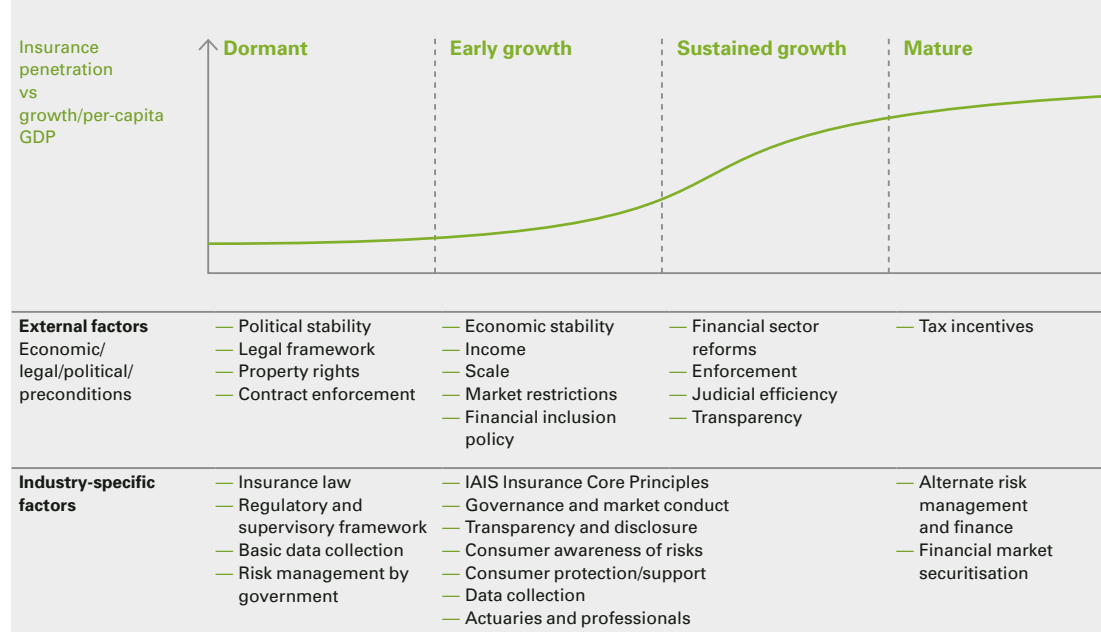 Insurance
penetration
vs
growth/per-capita
GDP
Dormant
Early growth
Sustained growth
Mature
External factors
Economic/
legal/political/
preconditions
— Political stability
— Legal framework
— Property rights
— Contract enforcement
— Economic stability
— Income
— Scale
— Market restrictions
— Financial inclusion
policy
— Financial sector
reforms
— Enforcement
— Judicial efficiency
— Transparency
— Tax incentives
Industry-specific
factors
— Insurance law
— Regulatory and
supervisory framework
— Basic data collection
— Risk management by
government
— IAIS Insurance Core Principles
— Governance and market conduct
— Transparency and disclosure
— Consumer awareness of risks
— Consumer protection/support
— Data collection
— Actuaries and professionals
— Alternate risk
management
and finance
— Financial market
securitisation